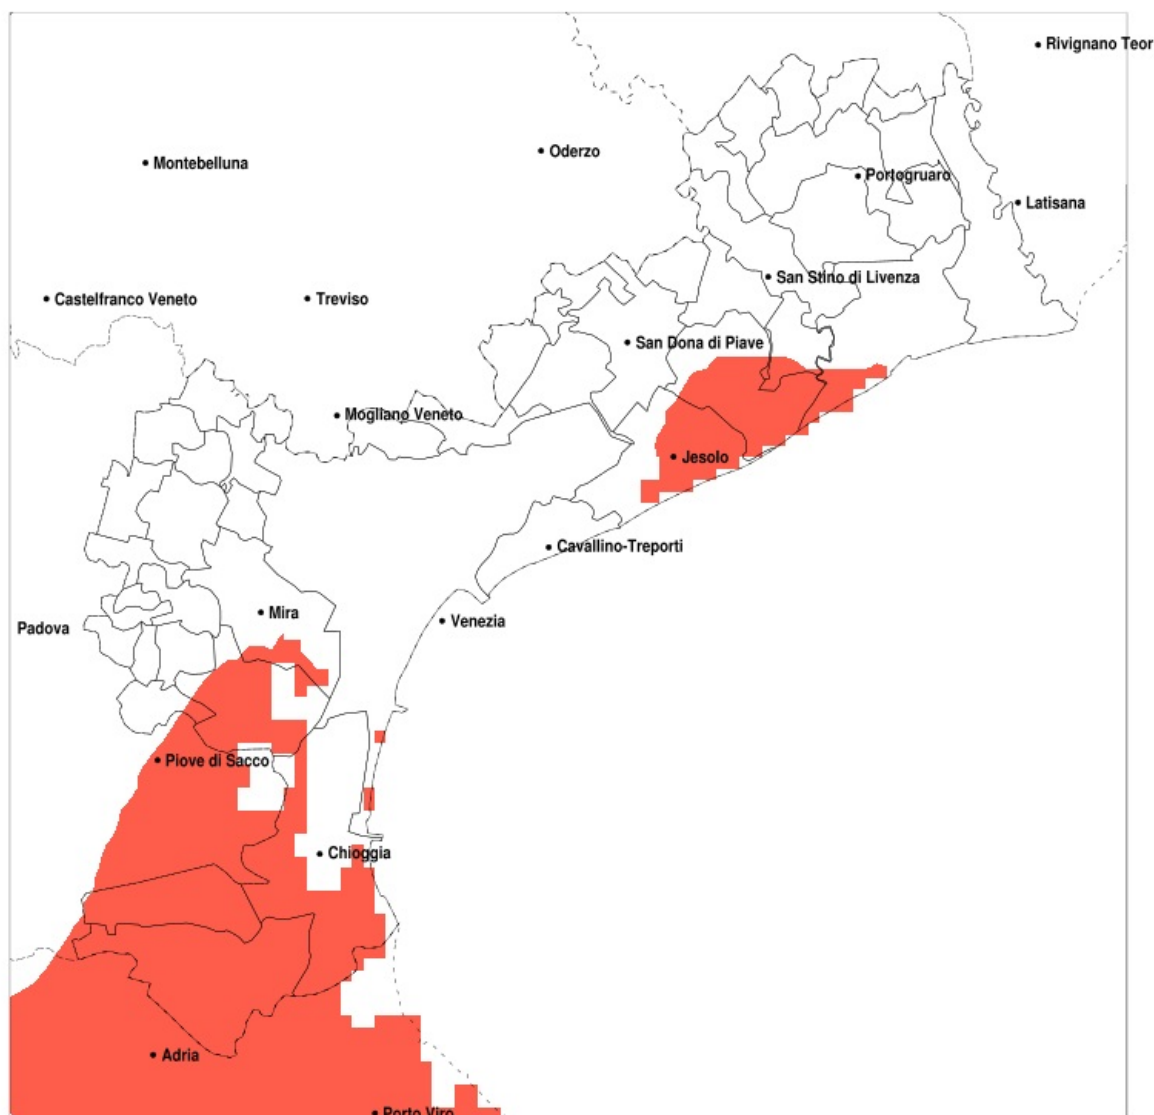 Rivignano Teor
Oderzo
Montebelluna
Portogruaro
Latisana
San Stino di Livenza
Castelfranco Veneto
Treviso
San Dona di Piave
Mogliano Veneto
Jesolo
Cavallino-Treporti
Mira
Venezia
Padova
Piove di Sacco
Chioggia
Adria
Porto Viro